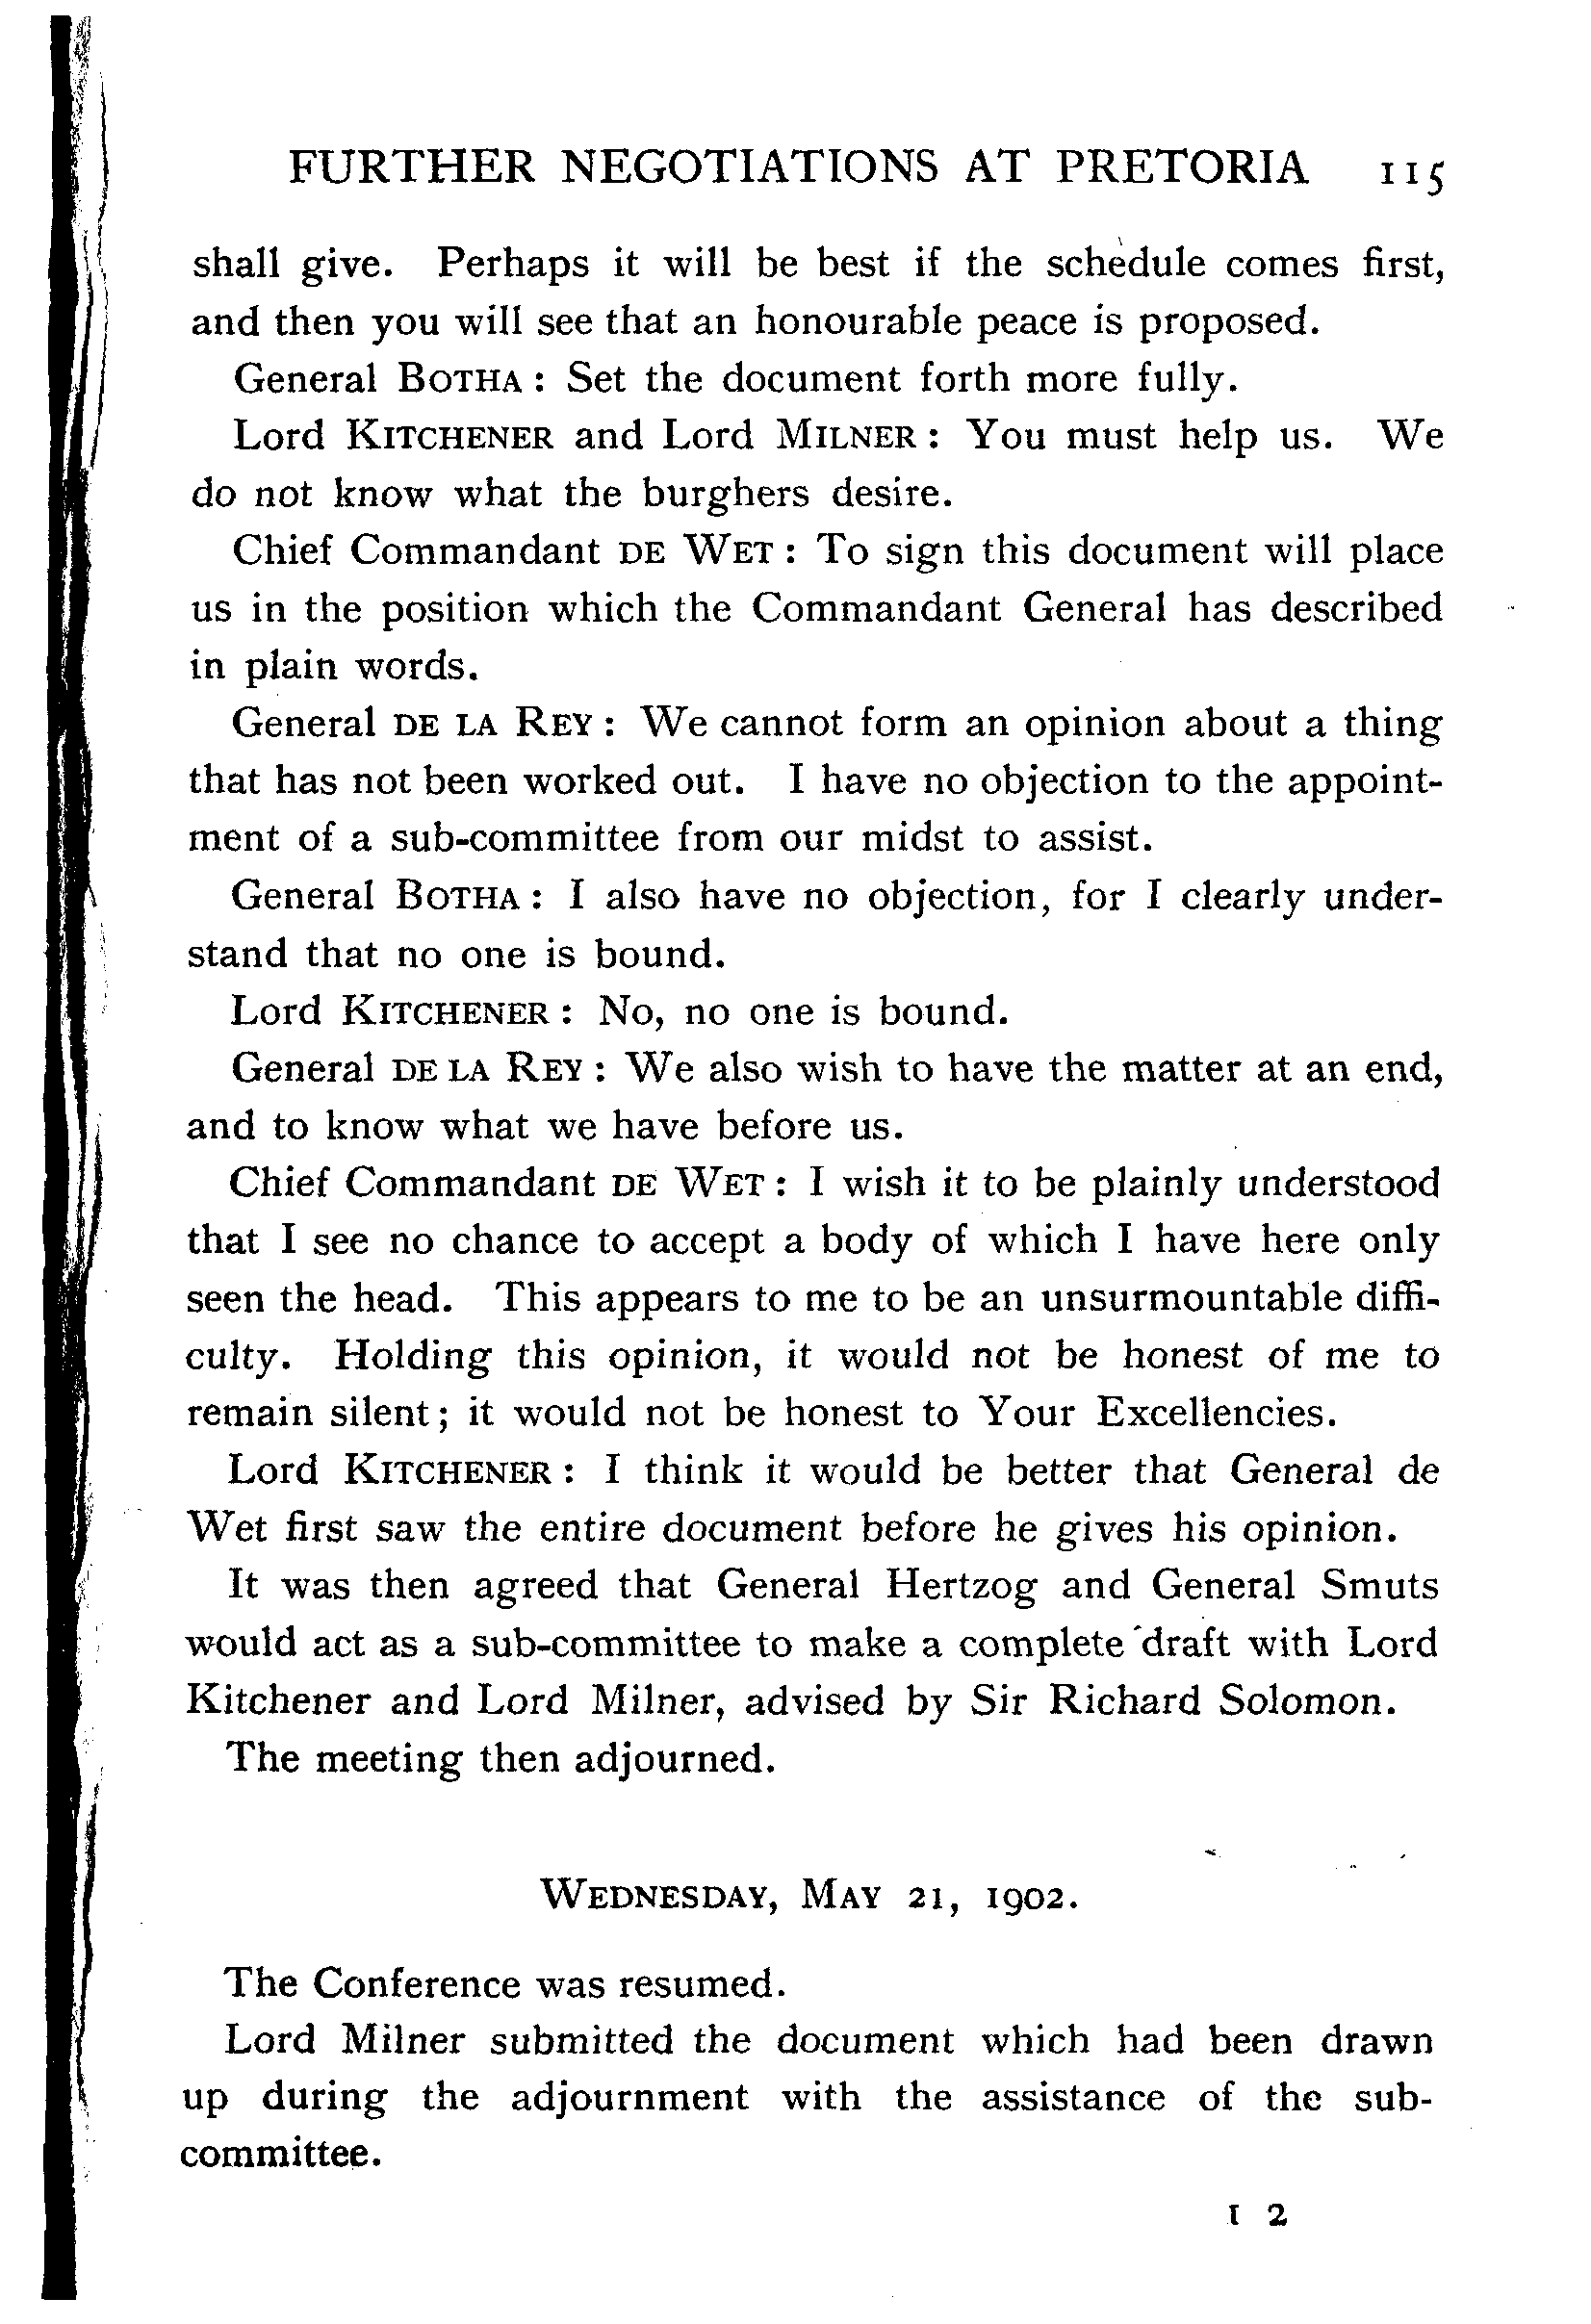 FURTHER NEGOTIATIONS AT PRETORIA 115
shall give. Perhaps it will be best if the schedule comes first,
and then you will see that an honourable peace is proposed.
General BOTHA : Set the document forth more fully.
Lord KITCHENER and Lord MILNER : You must help us. We
do not know what the burghers desire.
Chief Commandant DE WET : To sign this document will place
us in the position which the Commandant General has described
in plain words.
General DE LA REY : We cannot form an opinion about a thing
that has not been worked out. I have no objection to the appoint-
ment of a sub-committee from our midst to assist.
General BOTHA : I also have no objection, for I clearly under-
stand that no one is bound.
Lord KITCHENER : No, no one is bound.
General DE LA REY : We also wish to have the matter at an end,
and to know what we have before us.
Chief Commandant DE WET : I wish it to be plainly understood
that I see no chance to accept a body of which I have here only
seen the head. This appears to me to be an unsurmountable diffi-
culty. Holding this opinion, it would not be honest of me to
remain silent ; it would not be honest to Your Excellencies.
Lord KITCHENER : I think it would be better that General de
Wet first saw the entire document before he gives his opinion.
It was then agreed that General Hertzog and General Smuts
would act as a sub-committee to make a complete draft with Lord
Kitchener and Lord Milner, advised by Sir Richard Solomon.
The meeting then adjourned.
WEDNESDAY, MAY 21, 1902.
The Conference was resumed.
Lord Milner submitted the document which had been drawn
up during the adjournment with the assistance of the sub-
committee.
I 2